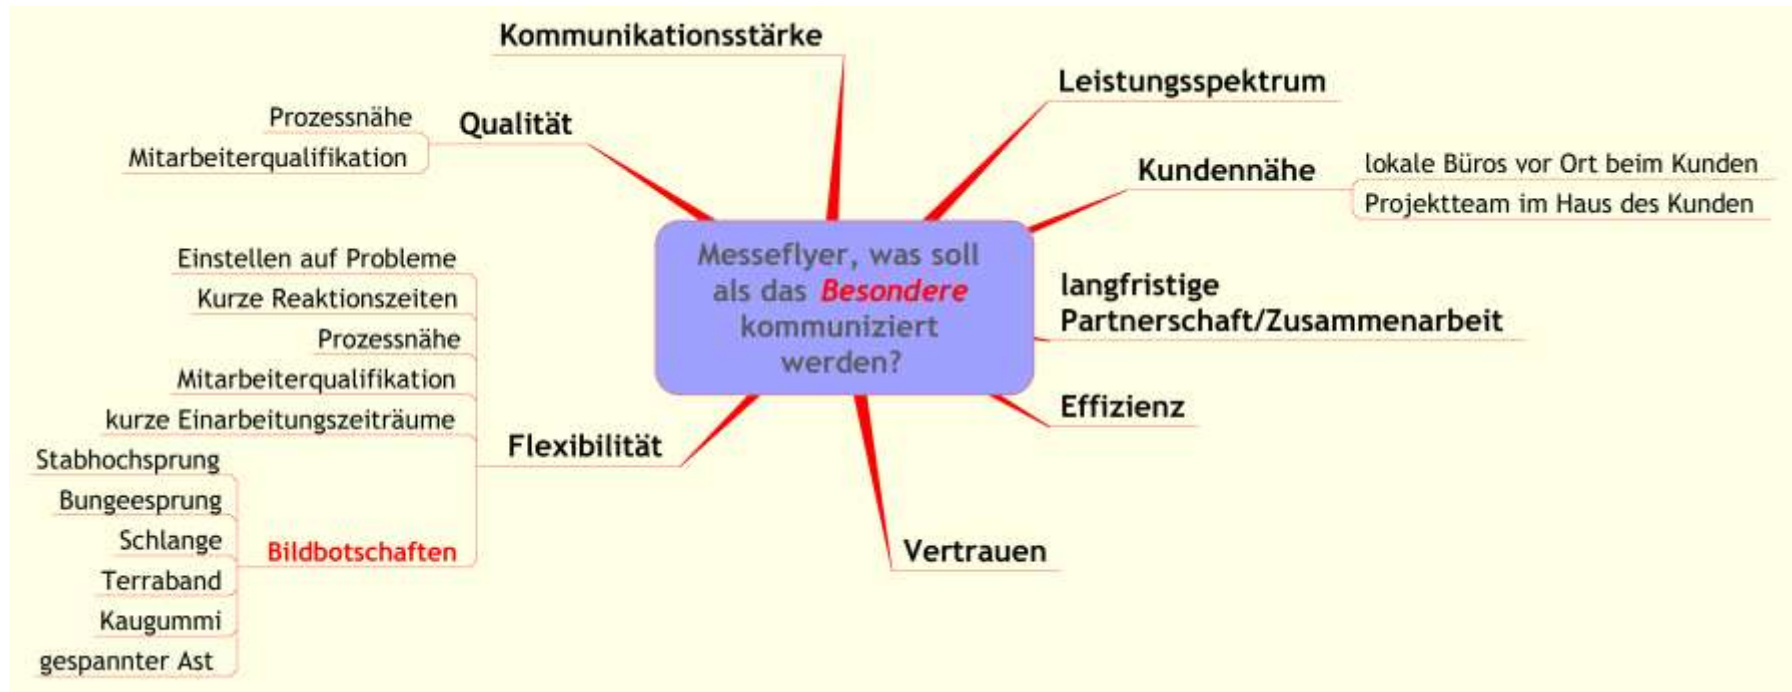 Messeflyer, was soll
als das Besondere
kommuniziert
werden?
Kommunikationsstärke
Leistungsspektrum
Kundennähe
lokale Büros vor Ort beim Kunden
Projektteam im Haus des Kunden
langfristige
Partnerschaft/Zusammenarbeit
Effizienz
Vertrauen
Flexibilität
Einstellen auf Probleme
Kurze Reaktionszeiten
Prozessnähe
Mitarbeiterqualifikation
kurze Einarbeitungszeiträume
Bildbotschaften
Stabhochsprung
Bungeesprung
Schlange
Terraband
Kaugummi
gespannter Ast
Qualität
Prozessnähe
Mitarbeiterqualifikation